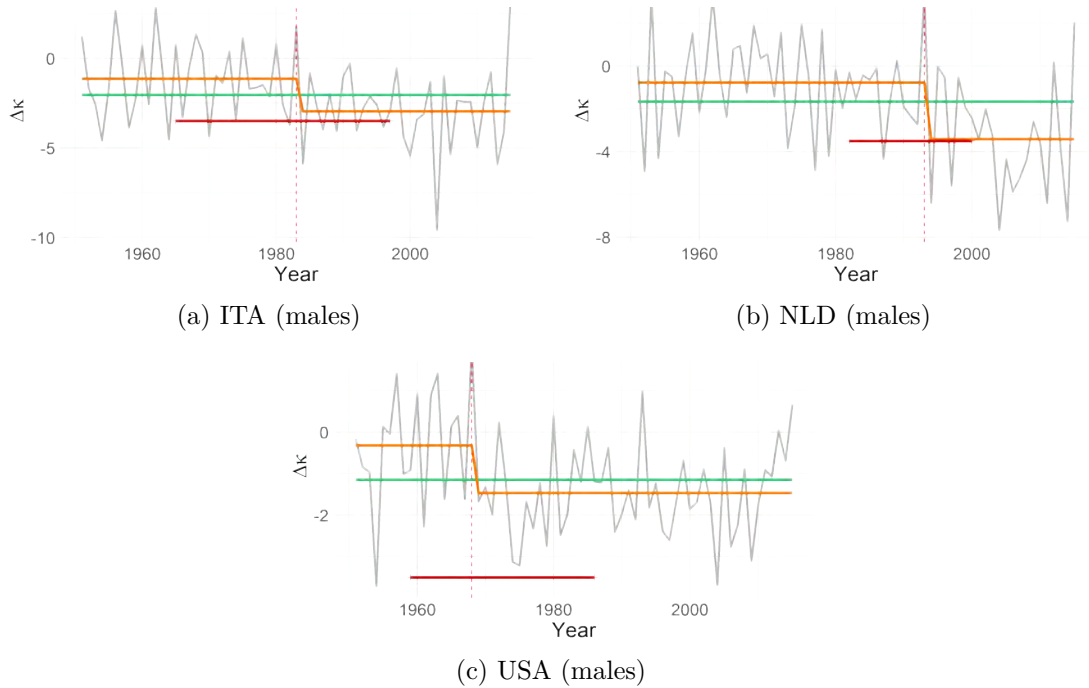 0
-5
-10
Δκ
1960
1980
2000
Year
(a) ITA (males)
0
-4
-8
Δκ
1960
1980
2000
Year
(b) NLD (males)
0
-2
Δκ
1960
1980
2000
Year
(c) USA (males)